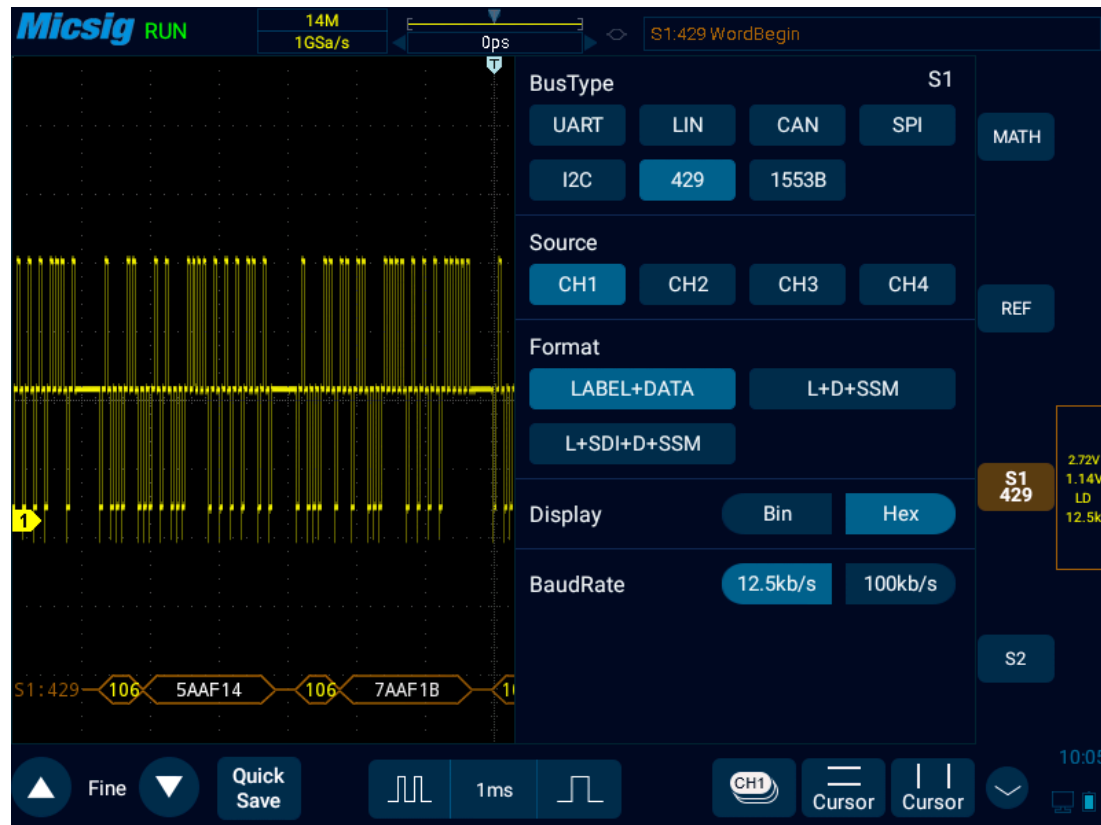 Micsig RUN 14M
1GSa/s 0ps S1:429 WordBegin
T
BusType S1
UART LIN CAN SPI
I2C 429 1553B
MATH
Source
CH1 CH2 CH3 CH4
REF
Format
LABEL+DATA L+D+SSM
L+SDI+D+SSM
S1
429
2.72V
1.14V
LD
12.5k
1
Display Bin Hex
BaudRate 12.5kb/s 100kb/s
S2
S1:429 106 5AAF14 106 7AAF1B 1
Fine Quick
Save 1ms CH1 Cursor Cursor
10:05